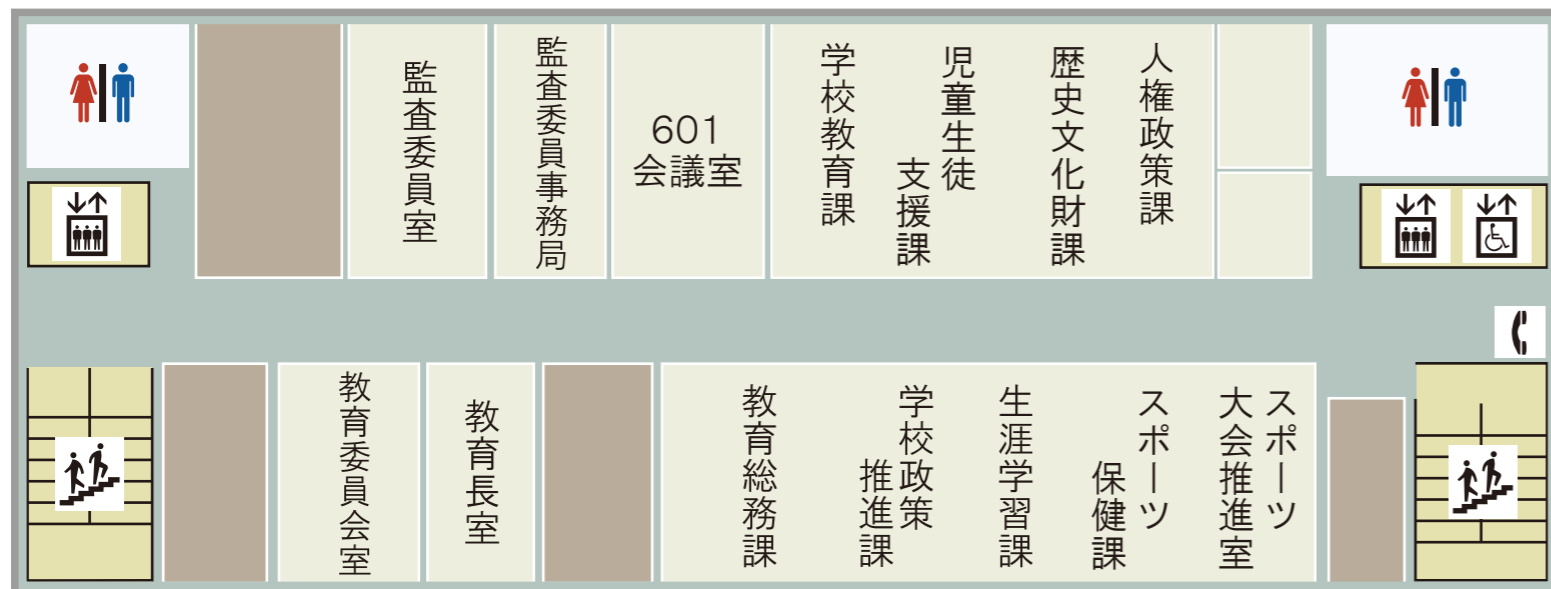 監査委員室
監査委員事務局
601
会議室
学校教育課
児童生徒
支援課
歴史文化財課
人権政策課
教育委員会室
教育長室
教育総務課
学校政策
推進課
生涯学習課
スポーツ
保健課
スポーツ
大会推進室